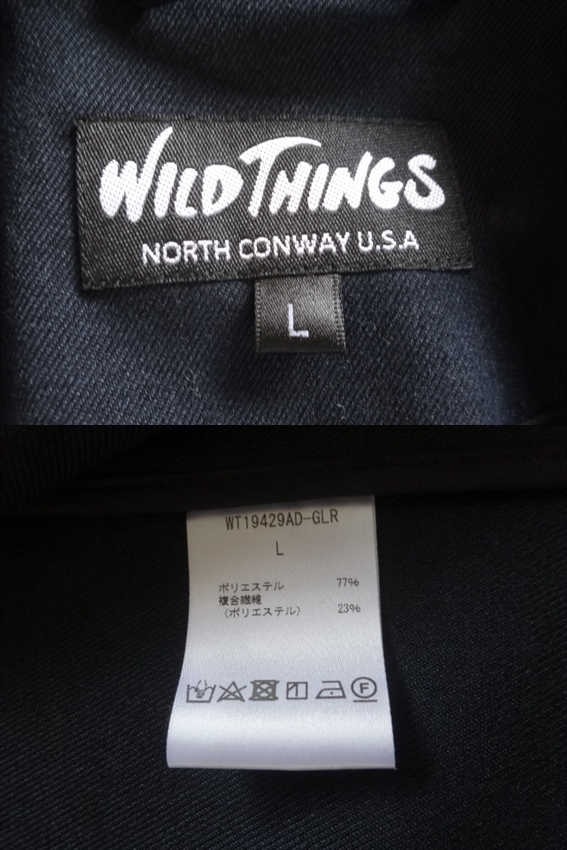 WILD THINGS
NORTH CONWAY U.S.A
L
WT19429AD-GLR
L
ポリエステル 77%
複合繊維
(ポリエステル) 23%
F